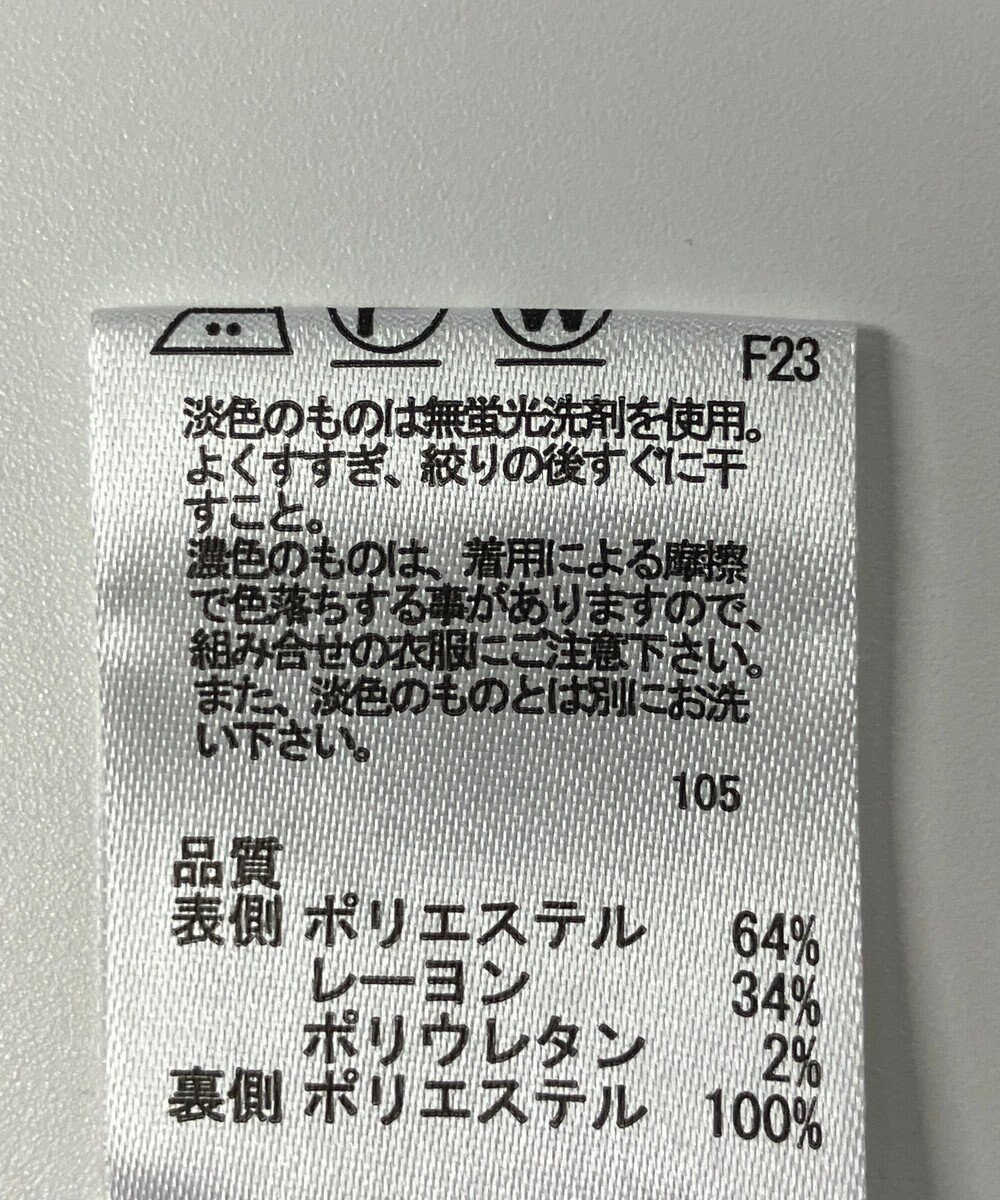 F23
淡色のものは無蛍光洗剤を使用。
よくすすぎ、絞りの後すぐに干
すこと。
濃色のものは、着用による摩擦
で色落ちする事がありますので、
組み合せの衣服にご注意下さい。
また、淡色のものとは別にお洗
い下さい。
105
品質
表側 ポリエステル 64%
レーヨン 34%
ポリウレタン 2%
裏側 ポリエステル 100%